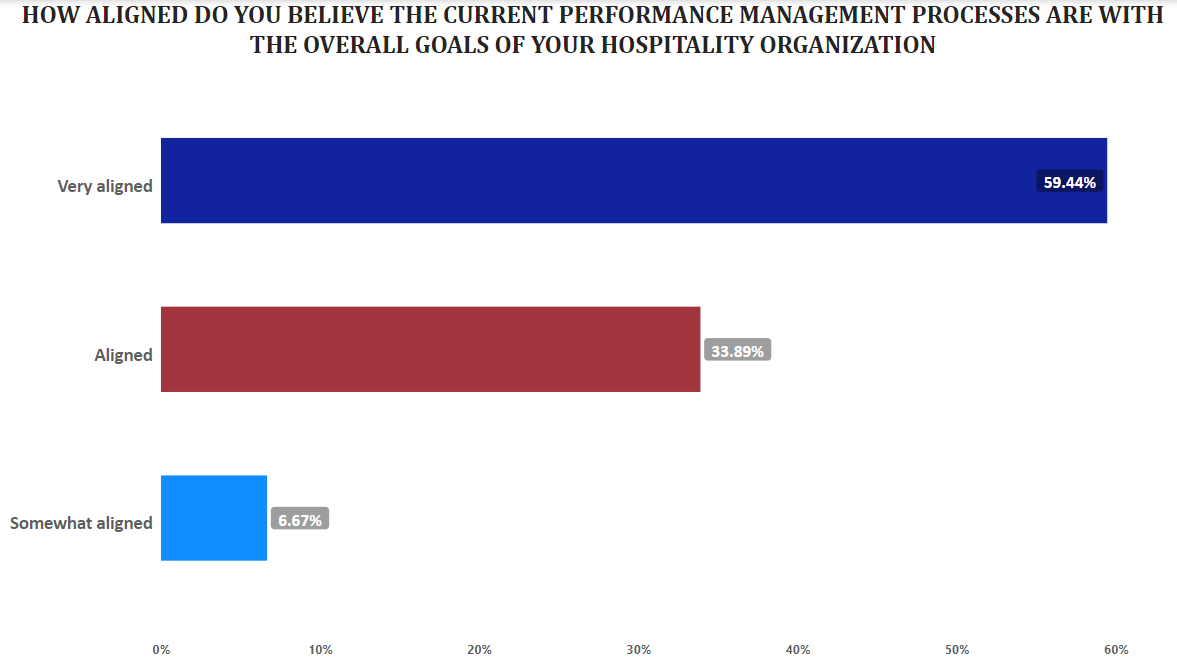 HOW ALIGNED DO YOU BELIEVE THE CURRENT PERFORMANCE MANAGEMENT PROCESSES ARE WITH
THE OVERALL GOALS OF YOUR HOSPITALITY ORGANIZATION
Very aligned
59.44%
Aligned
33.89%
Somewhat aligned
6.67%
0% 10% 20% 30% 40% 50% 60%